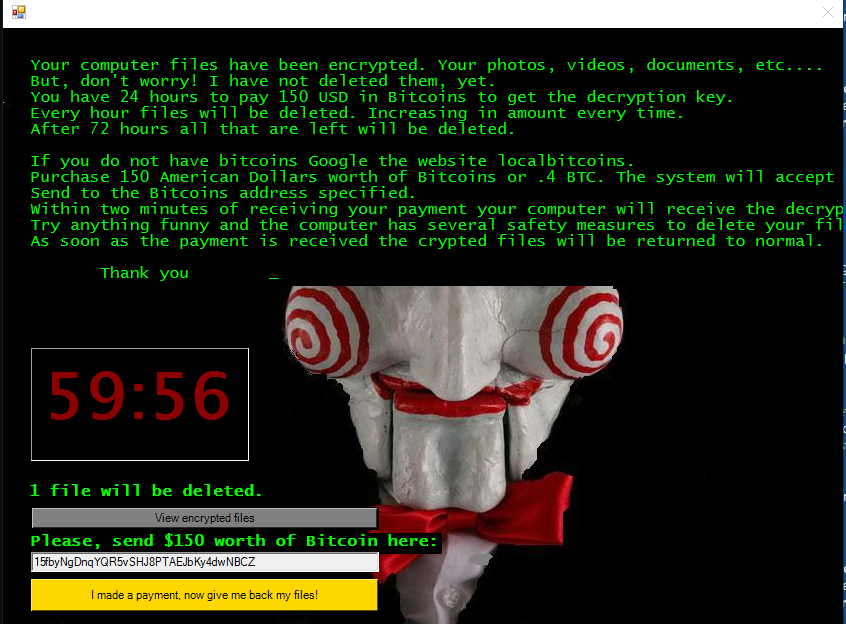 Your computer files have been encrypted. Your photos, videos, documents, etc....
But, don't worry! I have not deleted them, yet.
You have 24 hours to pay 150 USD in Bitcoins to get the decryption key.
Every hour files will be deleted. Increasing in amount every time.
After 72 hours all that are left will be deleted.
If you do not have bitcoins Google the website localbitcoins.
Purchase 150 American Dollars worth of Bitcoins or .4 BTC. The system will accept
Send to the Bitcoins address specified.
Within two minutes of receiving your payment your computer will receive the decryp
Try anything funny and the computer has several safety measures to delete your fil
As soon as the payment is received the crypted files will be returned to normal.
Thank you _
59:56
1 file will be deleted.
View encrypted files
Please, send $150 worth of Bitcoin here:
15fbyNgDnqYQR5vSHJ8PTAEJbKy4dwNBCZ
I made a payment, now give me back my files!